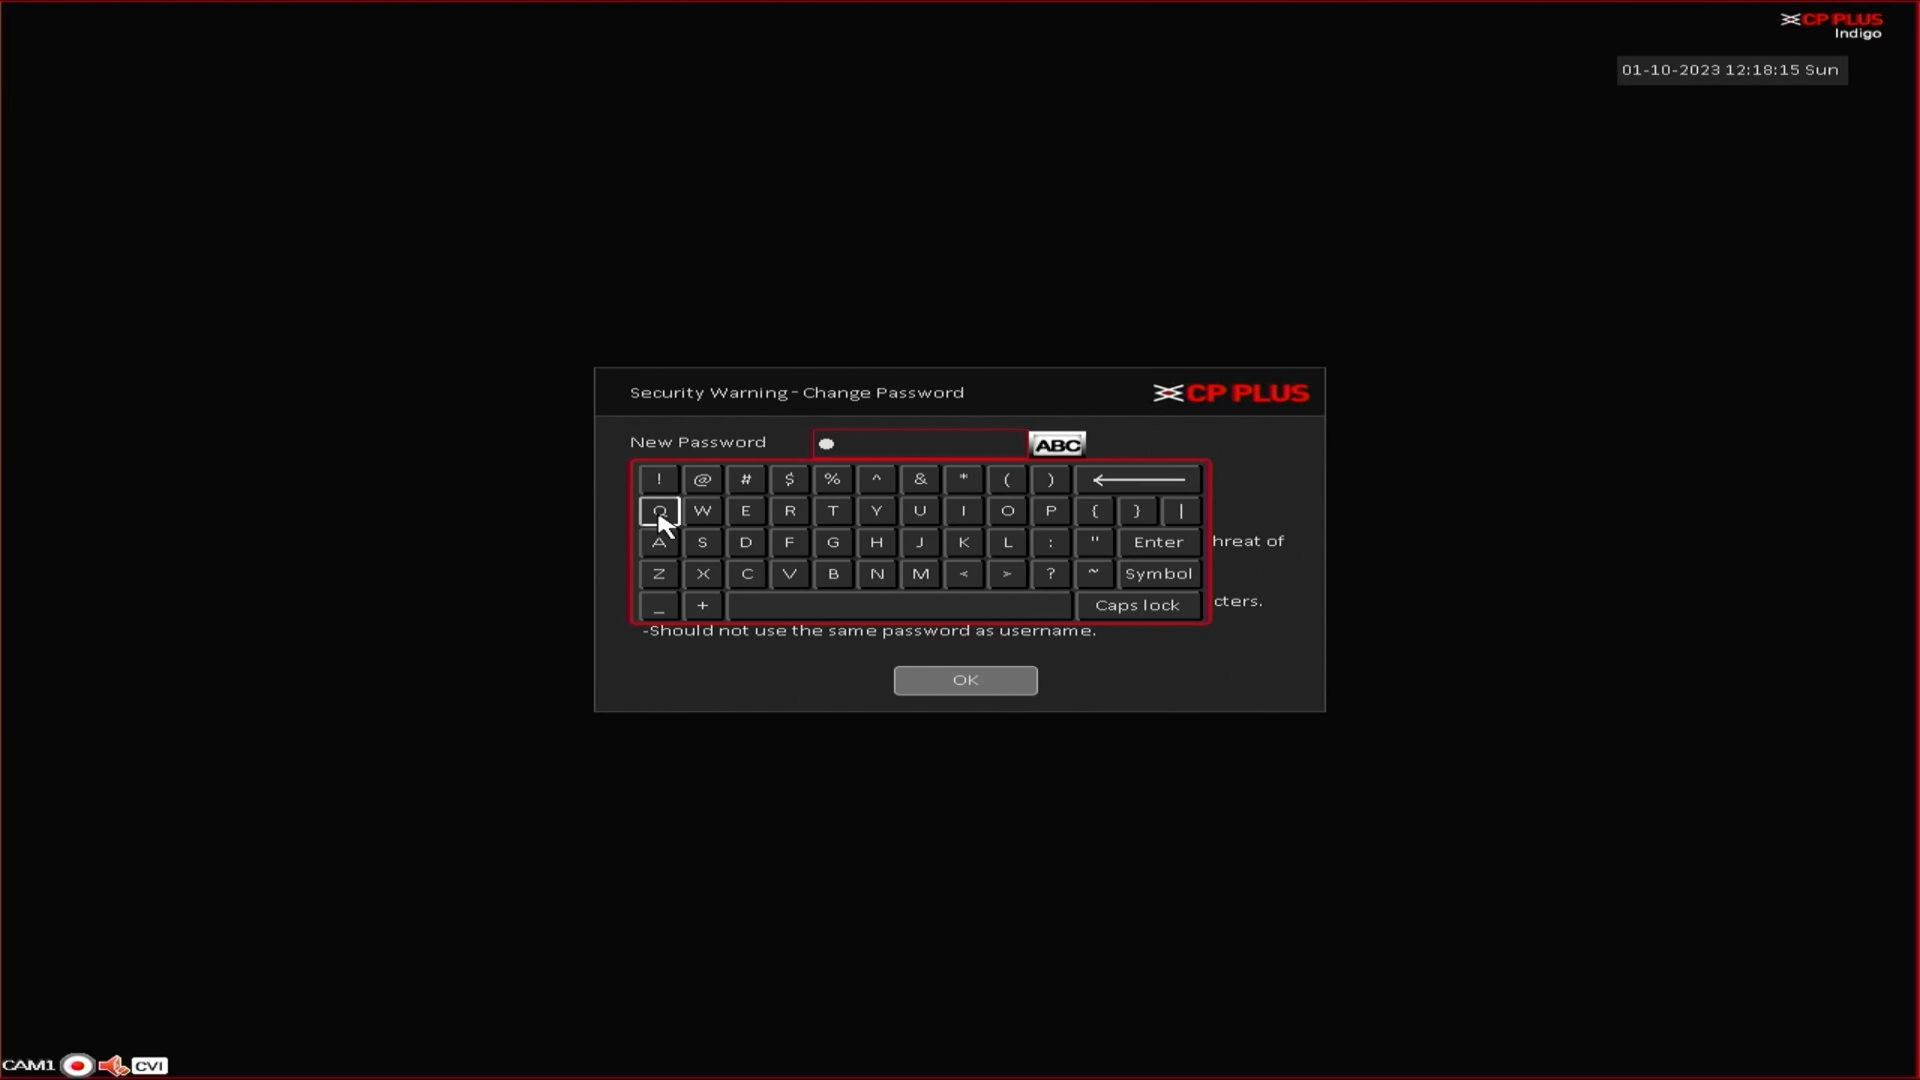 CP PLUS
Indigo
01-10-2023 12:18:15 Sun
Security Warning - Change Password CP PLUS
New Password ABC
! @ # $ % ^ & * ( )
Q W E R T Y U I O P { } |
A S D F G H J K L : " Enter
hreat of
Z X C V B N M < > ? ~ Symbol
_ + Caps lock
cters.
-Should not use the same password as username.
OK
CAM1 CVI